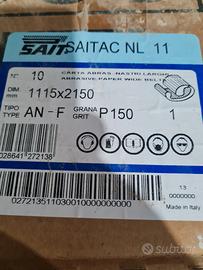 SAIT SAITAC NL 11
N° 10 CARTA ABRAS. NASTRI LARGHI
ABRASIVE PAPER WIDE BELTS
DIM. mm 1115x2150
TIPO TYPE AN-F GRANA GRIT P150 1
028641 272138
13
0000000
Made in Italy
0272135110300100000000000
subito